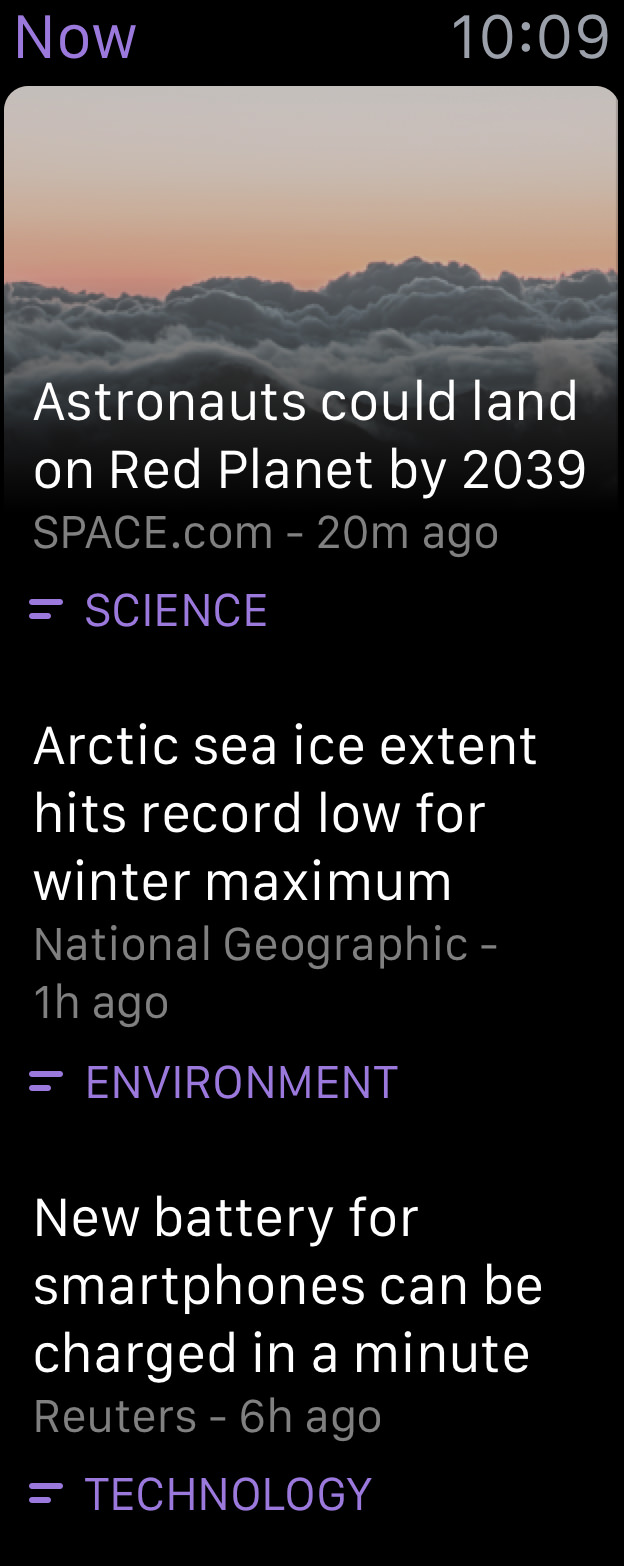 Now 10:09
Astronauts could land
on Red Planet by 2039
SPACE.com - 20m ago
SCIENCE
Arctic sea ice extent
hits record low for
winter maximum
National Geographic -
1h ago
ENVIRONMENT
New battery for
smartphones can be
charged in a minute
Reuters - 6h ago
TECHNOLOGY